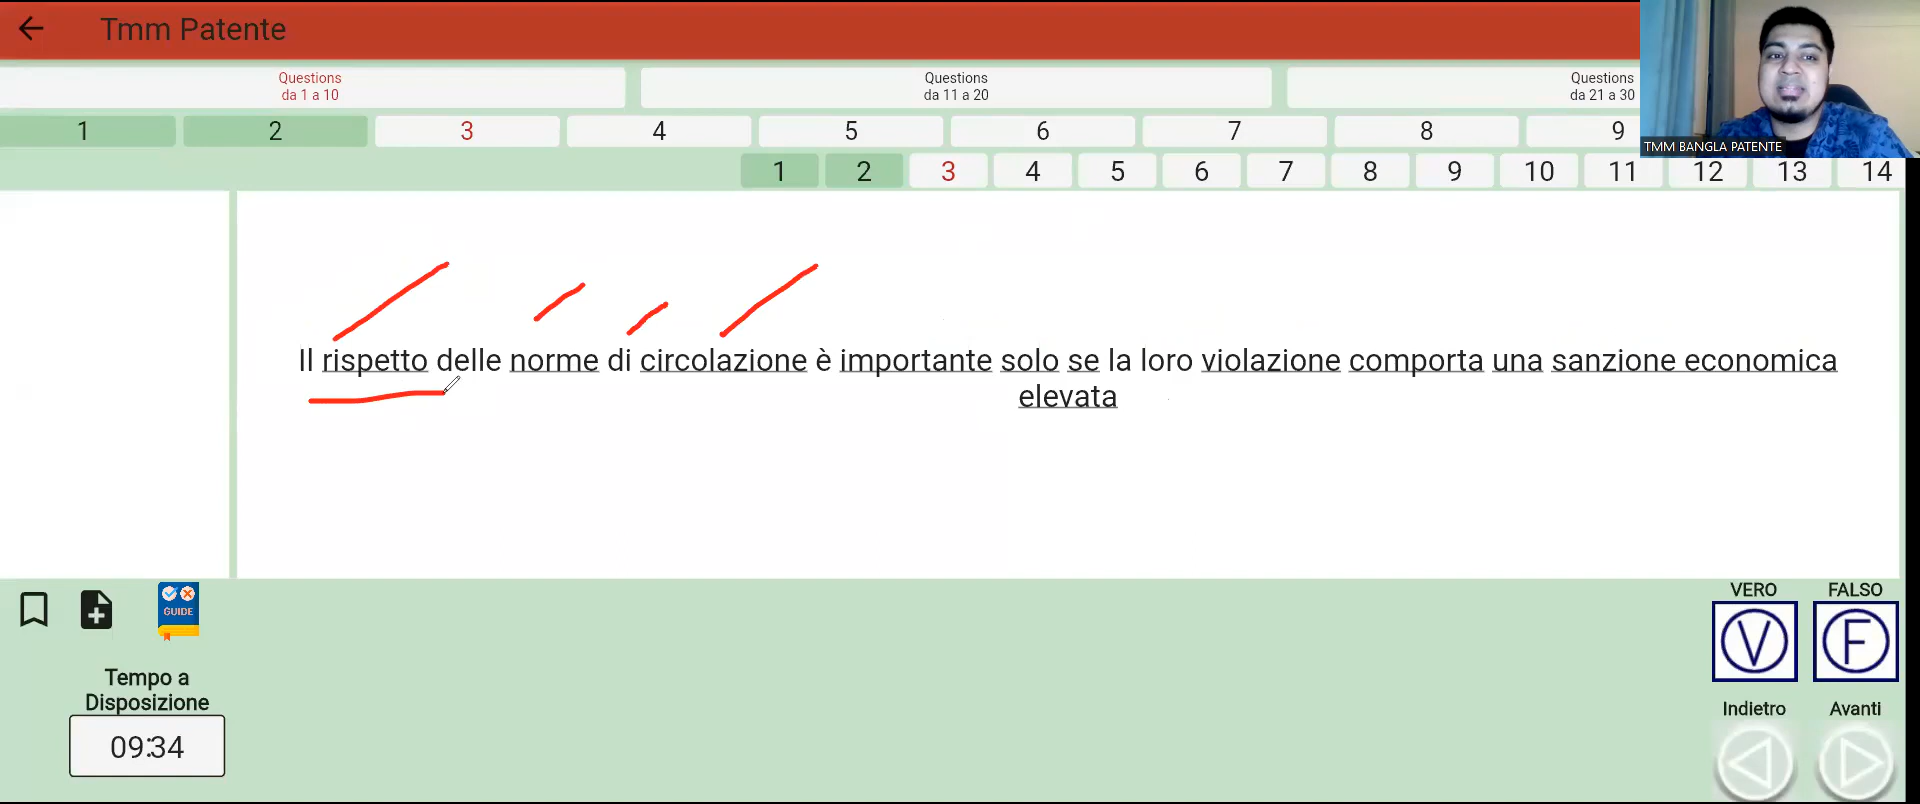 Tmm Patente
Questions
da 1 a 10
Questions
da 11 a 20
Questions
da 21 a 30
1 2 3 4 5 6 7 8 9
TMM BANGLA PATENTE
1 2 3 4 5 6 7 8 9 10 11 12 13 14
Il rispetto delle norme di circolazione è importante solo se la loro violazione comporta una sanzione economica
elevata
GUIDE
VERO FALSO
V F
Tempo a
Disposizione
09:34
Indietro Avanti